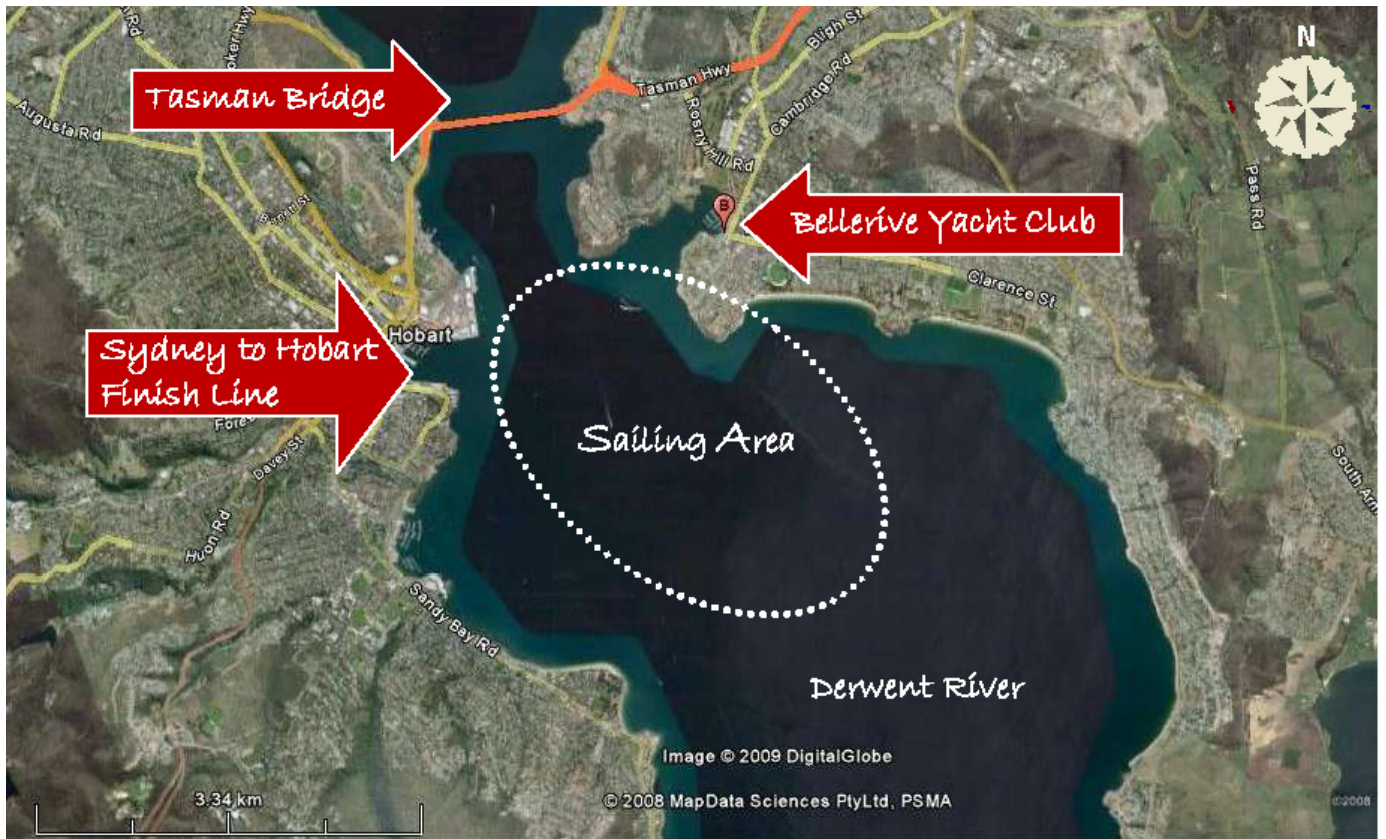 Bligh St
N
Tasman Hwy
Tasman Bridge
Cambridge Rd
Augusta Rd
Rosny Hill Rd
Pass Rd
B
Bellerive Yacht Club
Clarence St
Hobart
Sydney to Hobart
Finish Line
Sailing Area
Davey St
Huon Rd
Sandy Bay Rd
Derwent River
Image © 2009 DigitalGlobe
3.34 km
© 2008 MapData Sciences PtyLtd, PSMA
©2008